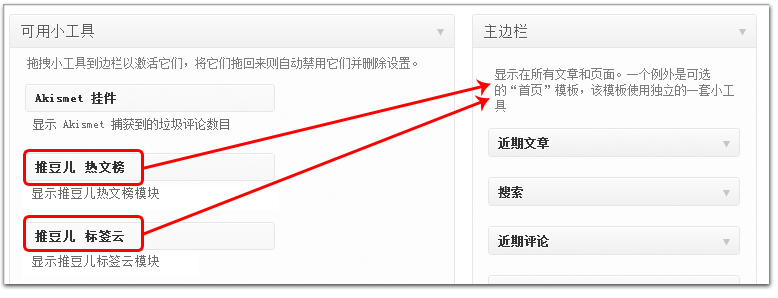 可用小工具
拖拽小工具到边栏以激活它们，将它们拖回来则自动禁用它们并删除设置。
Akismet 挂件
显示 Akismet 捕获到的垃圾评论数目
推豆儿 热文榜
显示推豆儿热文榜模块
推豆儿 标签云
显示推豆儿标签云模块
主边栏
显示在所有文章和页面。一个例外是可选
的“首页”模板，该模板使用独立的一套小工
具
近期文章
搜索
近期评论